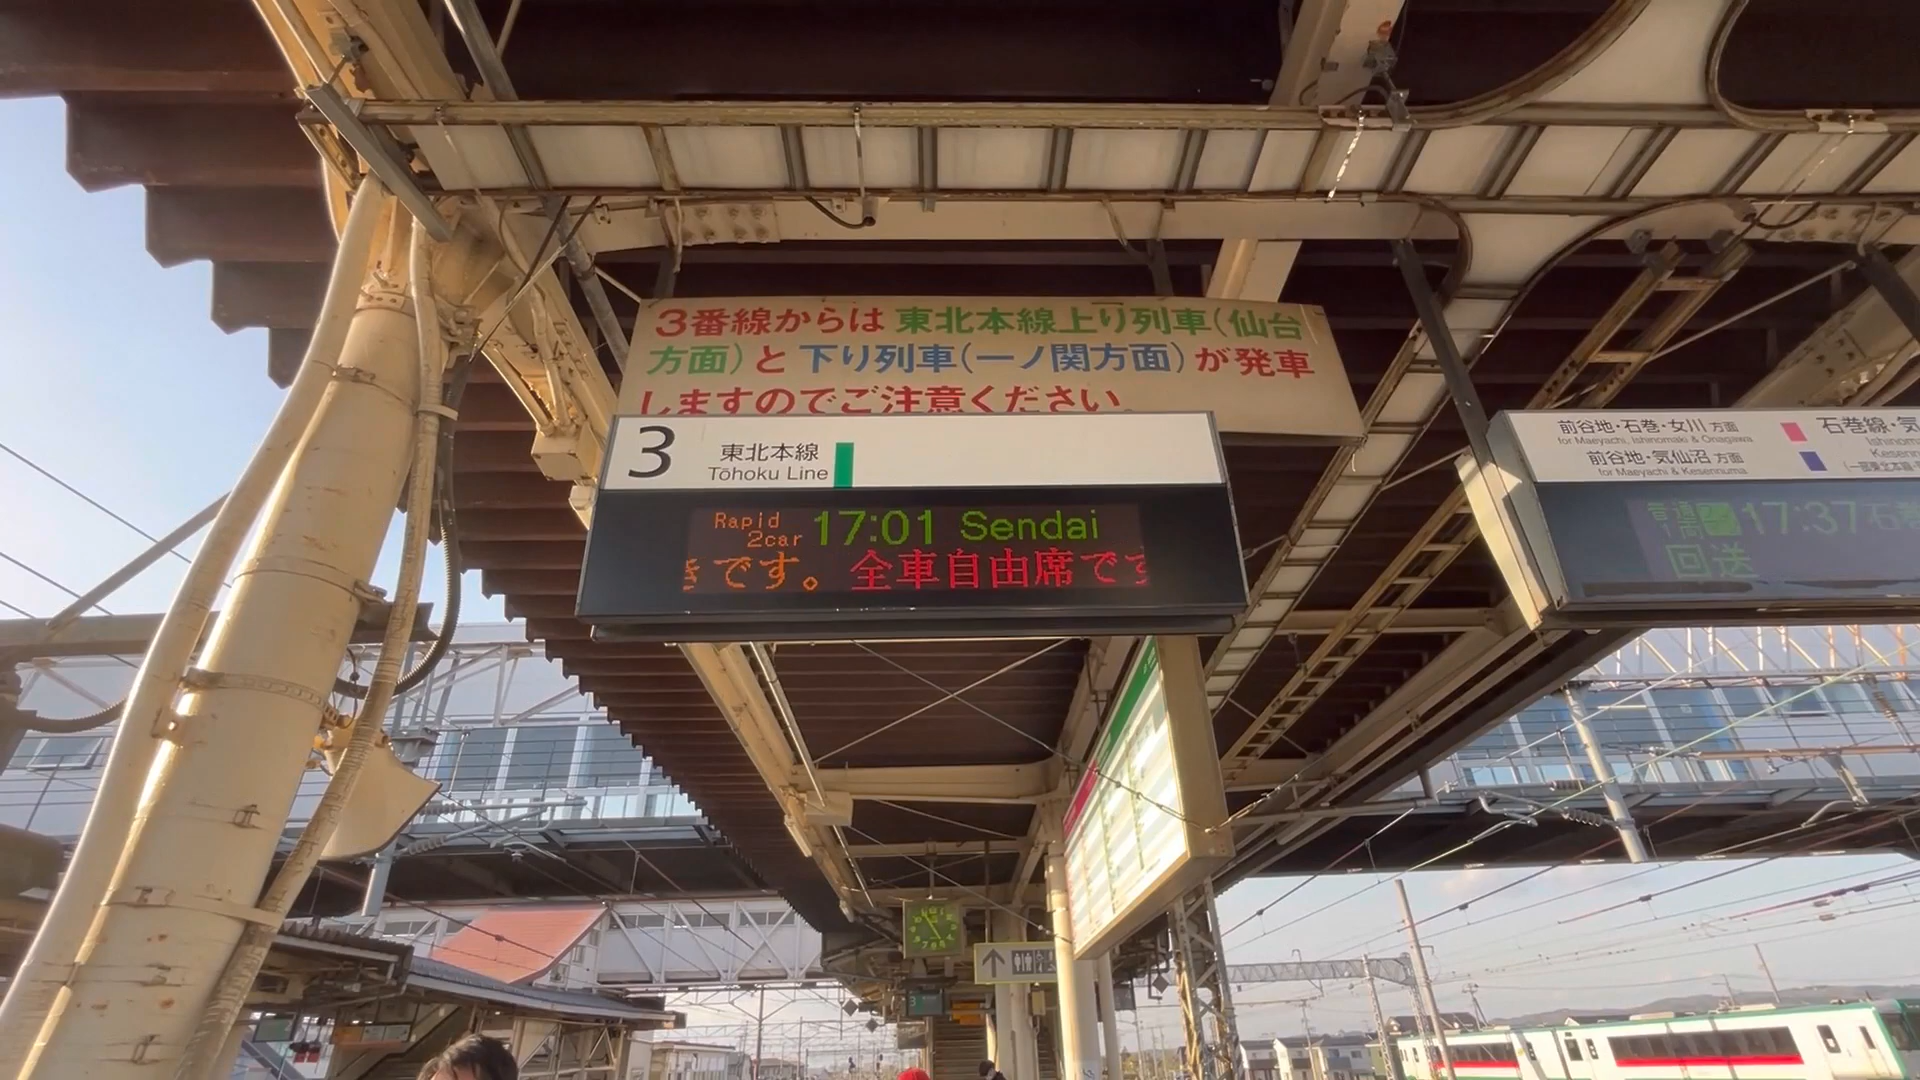 3番線からは 東北本線上り列車(仙台
方面)と 下り列車(一ノ関方面)が発車
しますのでご注意ください。
3
東北本線
Tōhoku Line
Rapid
2car
17:01 Sendai
きです。 全車自由席です
前谷地・石巻・女川 方面
for Maeyachi, Ishinomaki & Onagawa
前谷地・気仙沼 方面
for Maeyachi & Kesennuma
石巻線・気
Ishinom
Kesenn
17:37
回送
3